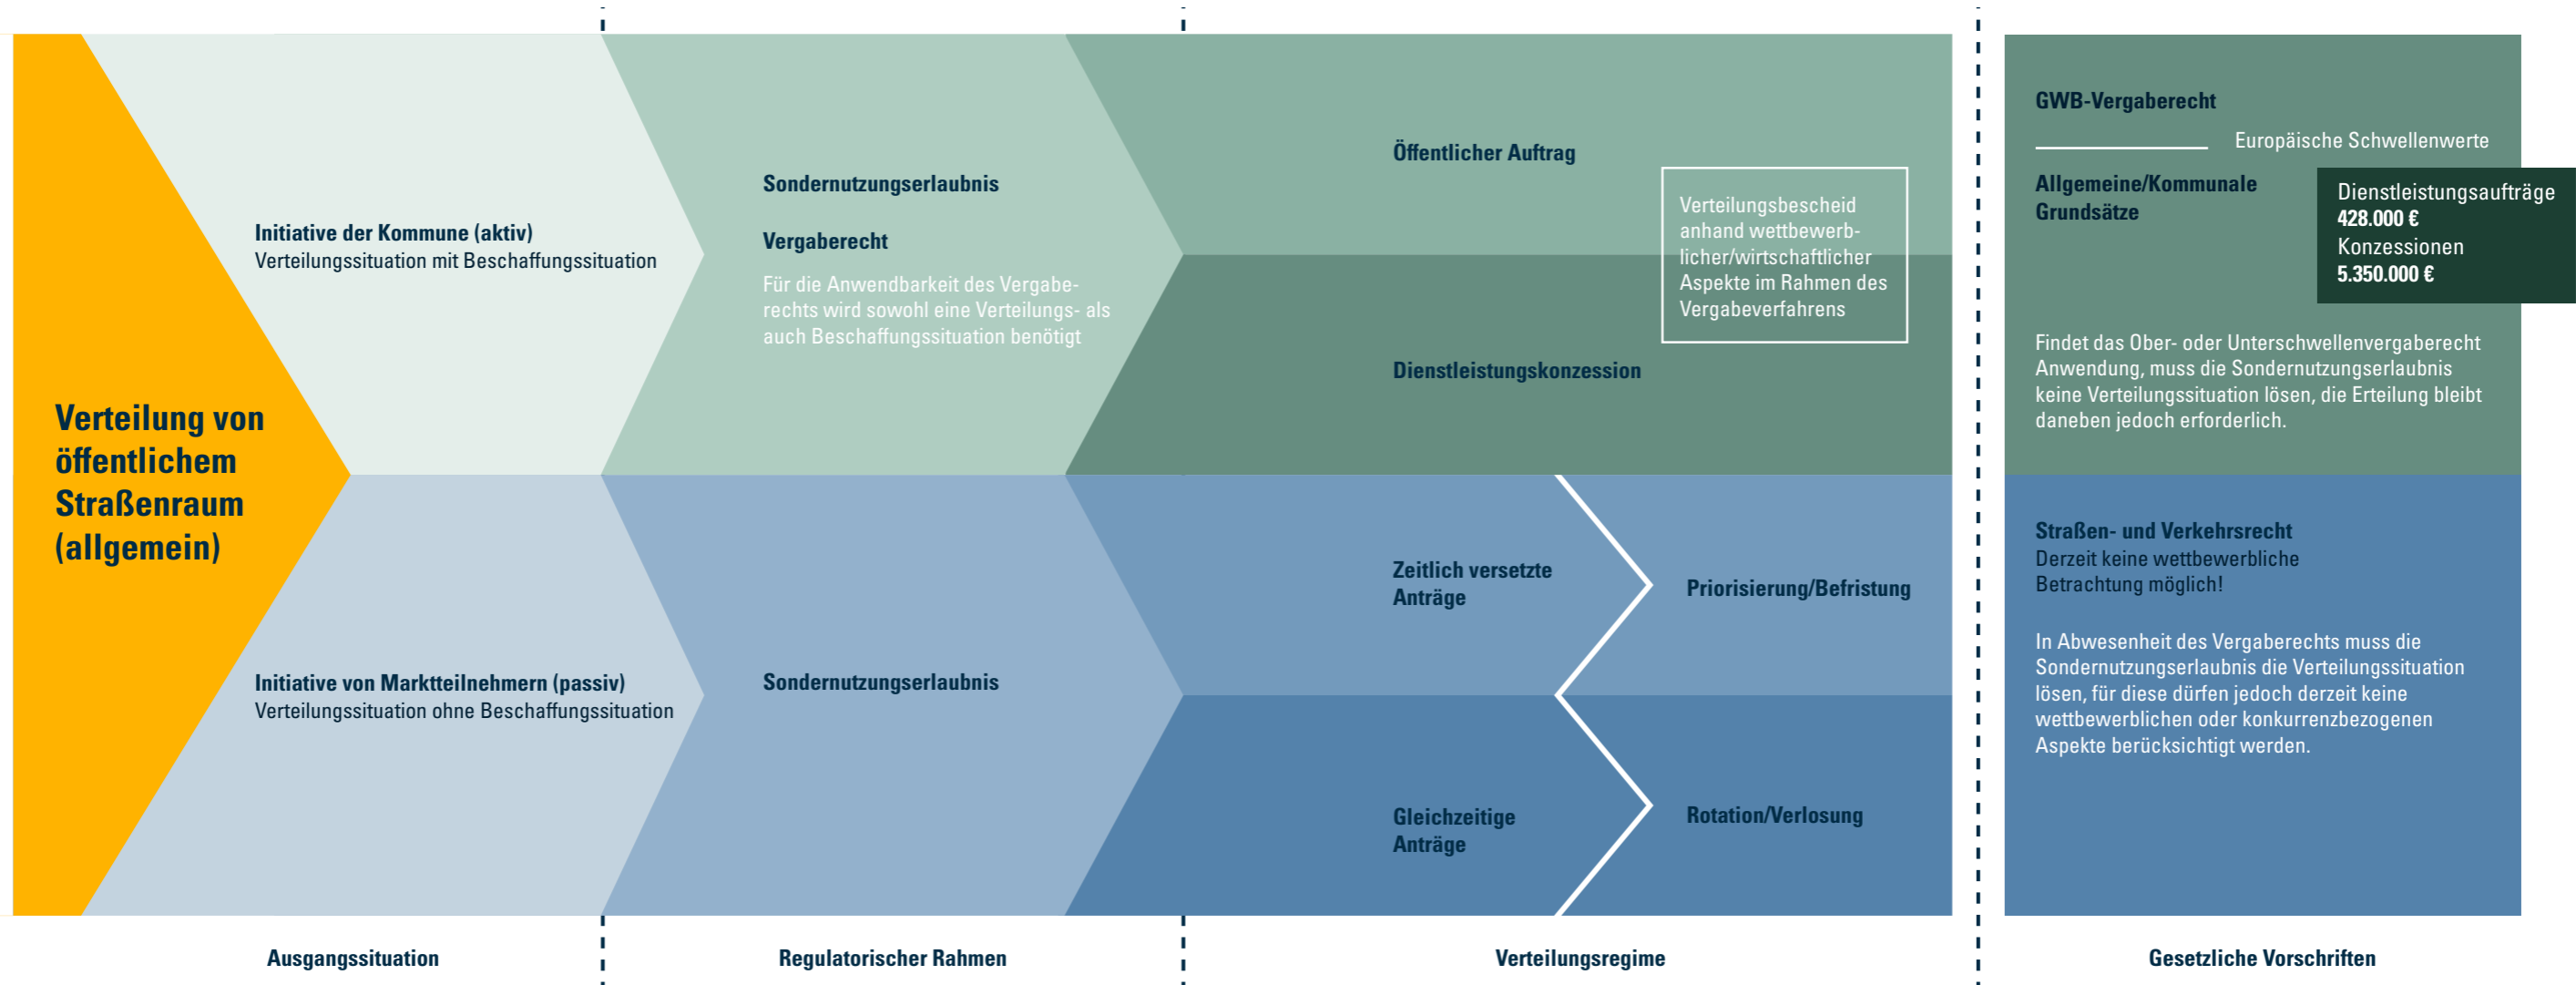 Verteilung von
öffentlichem
Straßenraum
(allgemein)
Initiative der Kommune (aktiv)
Verteilungssituation mit Beschaffungssituation
Initiative von Marktteilnehmern (passiv)
Verteilungssituation ohne Beschaffungssituation
Sondernutzungserlaubnis
Vergaberecht
Für die Anwendbarkeit des Vergabe-
rechts wird sowohl eine Verteilungs- als
auch Beschaffungssituation benötigt
Sondernutzungserlaubnis
Öffentlicher Auftrag
Verteilungsbescheid
anhand wettbewerb-
licher/wirtschaftlicher
Aspekte im Rahmen des
Vergabeverfahrens
Dienstleistungskonzession
Zeitlich versetzte
Anträge
Priorisierung/Befristung
Gleichzeitige
Anträge
Rotation/Verlosung
GWB-Vergaberecht
Europäische Schwellenwerte
Allgemeine/Kommunale
Grundsätze
Dienstleistungsaufträge
428.000 €
Konzessionen
5.350.000 €
Findet das Ober- oder Unterschwellenvergaberecht
Anwendung, muss die Sondernutzungserlaubnis
keine Verteilungssituation lösen, die Erteilung bleibt
daneben jedoch erforderlich.
Straßen- und Verkehrsrecht
Derzeit keine wettbewerbliche
Betrachtung möglich!
In Abwesenheit des Vergaberechts muss die
Sondernutzungserlaubnis die Verteilungssituation
lösen, für diese dürfen jedoch derzeit keine
wettbewerblichen oder konkurrenzbezogenen
Aspekte berücksichtigt werden.
Ausgangssituation
Regulatorischer Rahmen
Verteilungsregime
Gesetzliche Vorschriften